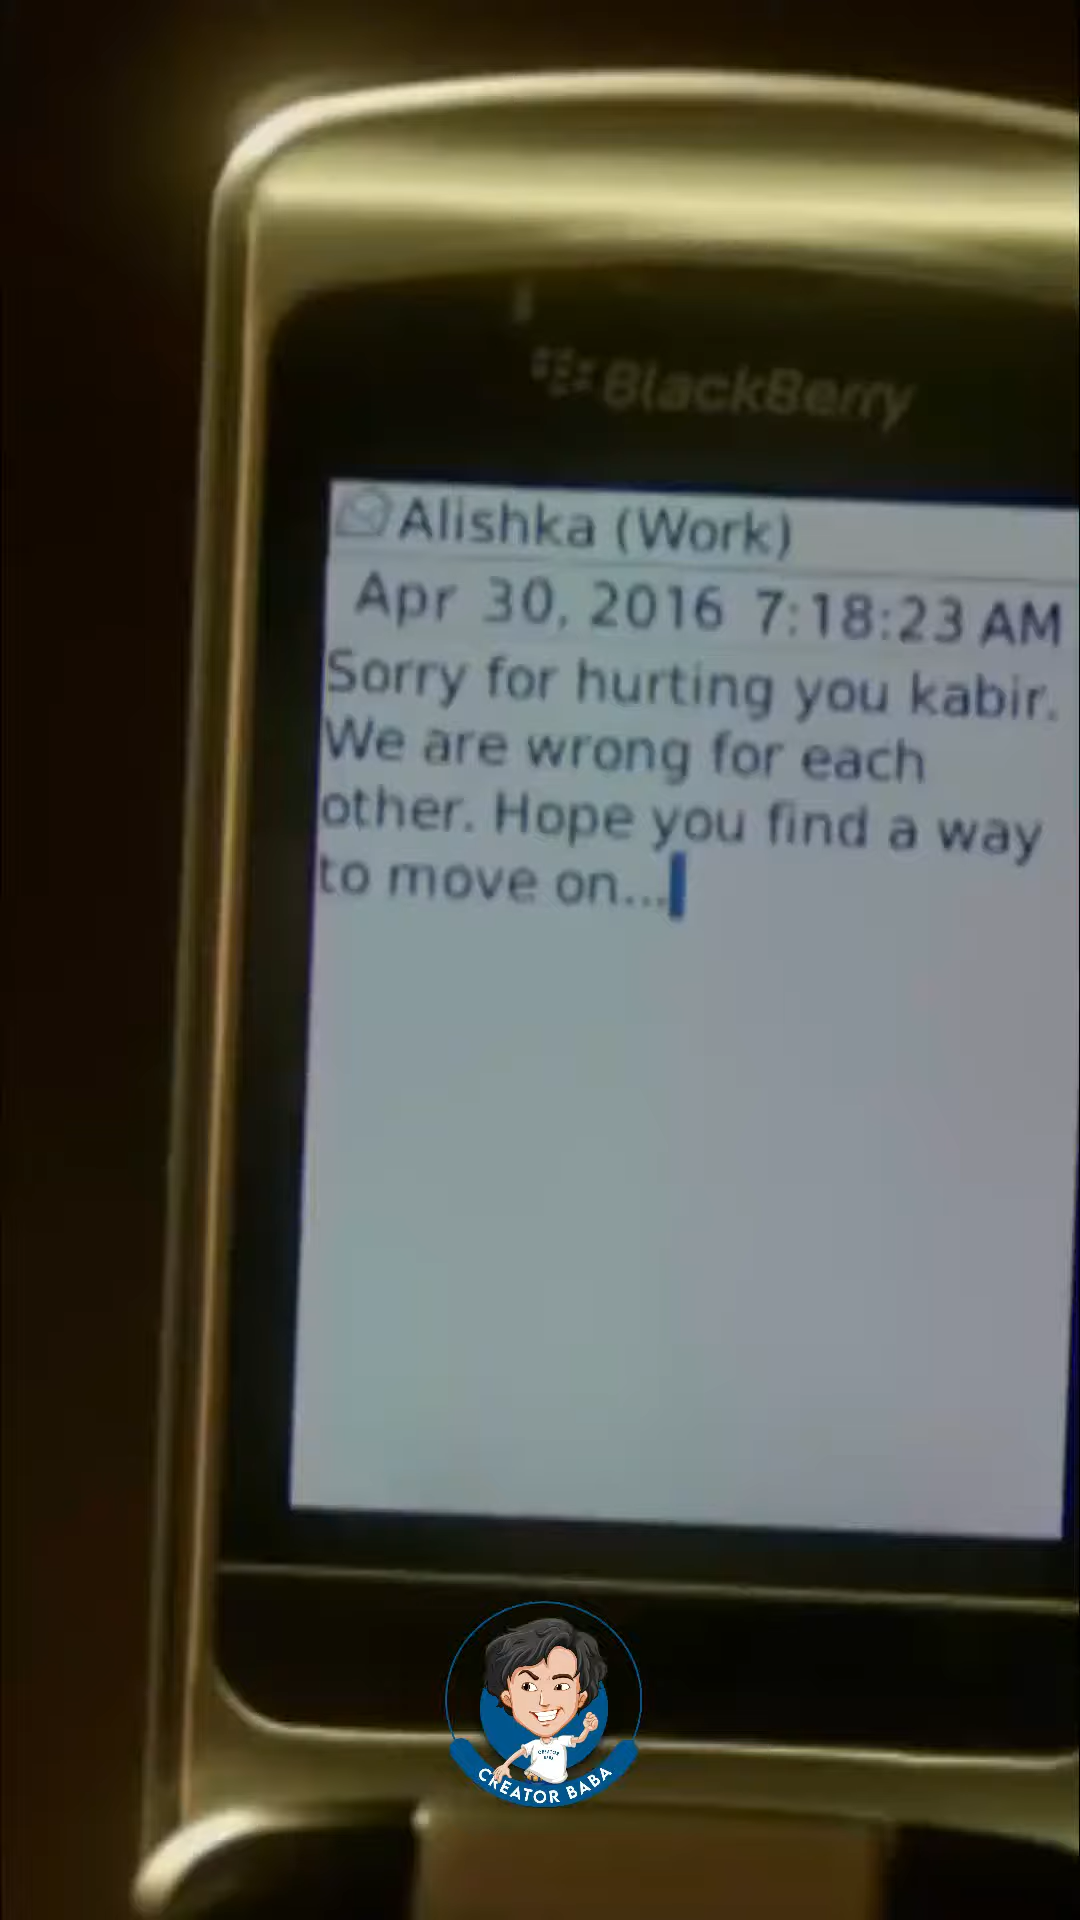 BlackBerry
Alishka (Work)
Apr 30, 2016 7:18:23 AM
Sorry for hurting you kabir.
We are wrong for each
other. Hope you find a way
to move on...
CREATOR BABA